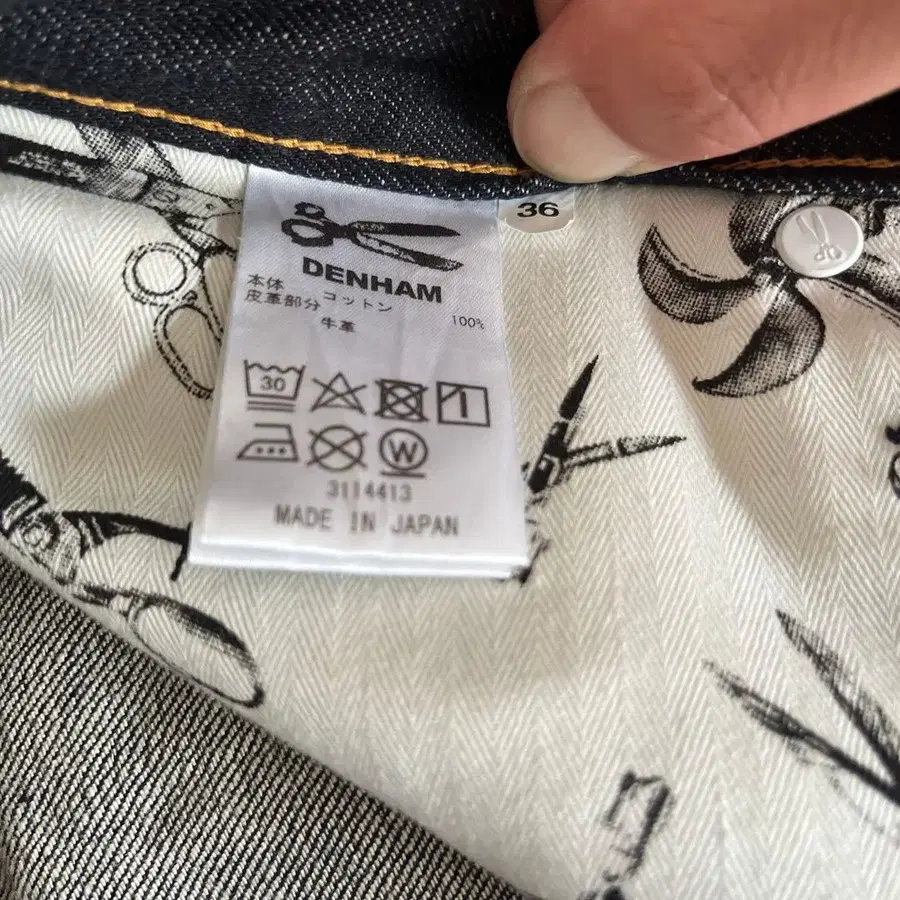 36
DENHAM
本体 コットン 100%
皮革部分 牛革
30
W
3114413
MADE IN JAPAN